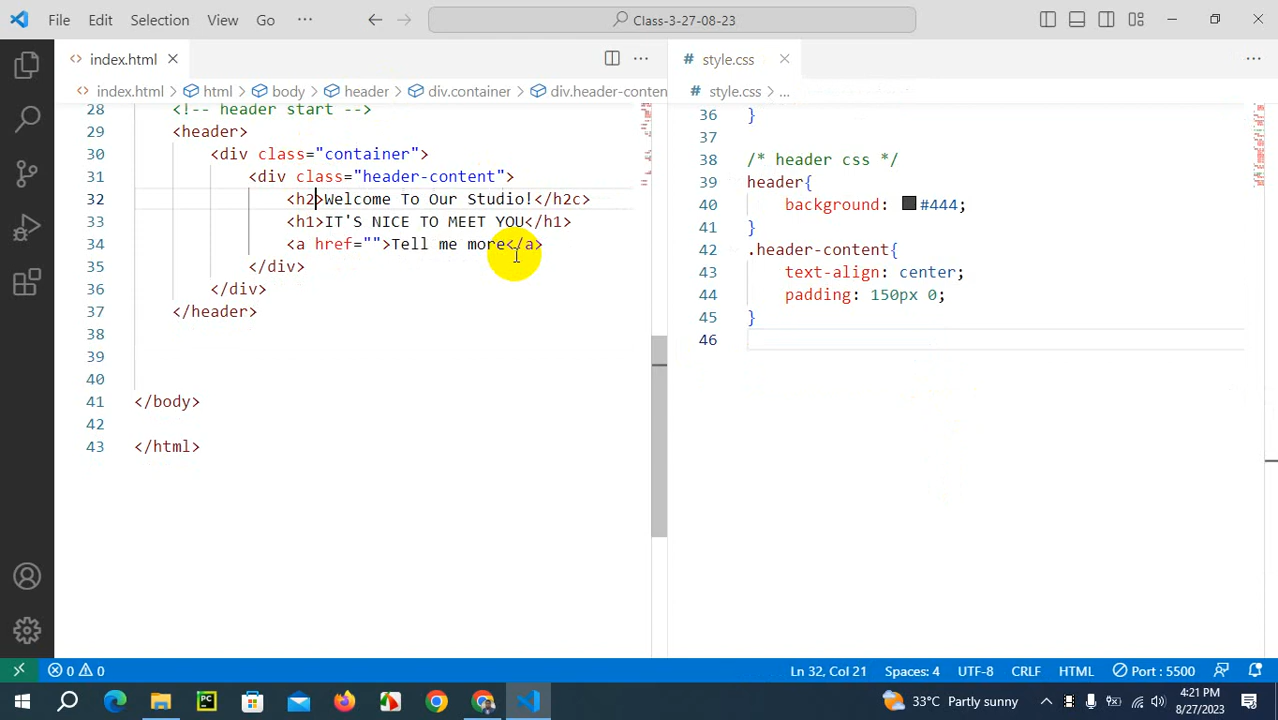 File Edit Selection View Go ··· Class-3-27-08-23
index.html
index.html > html > body > header > div.container > div.header-conten
28 <!-- header start -->
29 <header>
30 <div class="container">
31 <div class="header-content">
32 <h2>Welcome To Our Studio!</h2c>
33 <h1>IT'S NICE TO MEET YOU</h1>
34 <a href="">Tell me more</a>
35 </div>
36 </div>
37 </header>
38
39
40
41 </body>
42
43 </html>
# style.css
# style.css > ...
36 }
37
38 /* header css */
39 header{
40 background: #444;
41 }
42 .header-content{
43 text-align: center;
44 padding: 150px 0;
45 }
46
0 0 Ln 32, Col 21 Spaces: 4 UTF-8 CRLF HTML Port : 5500
PC 33°C Partly sunny 4:21 PM
8/27/2023